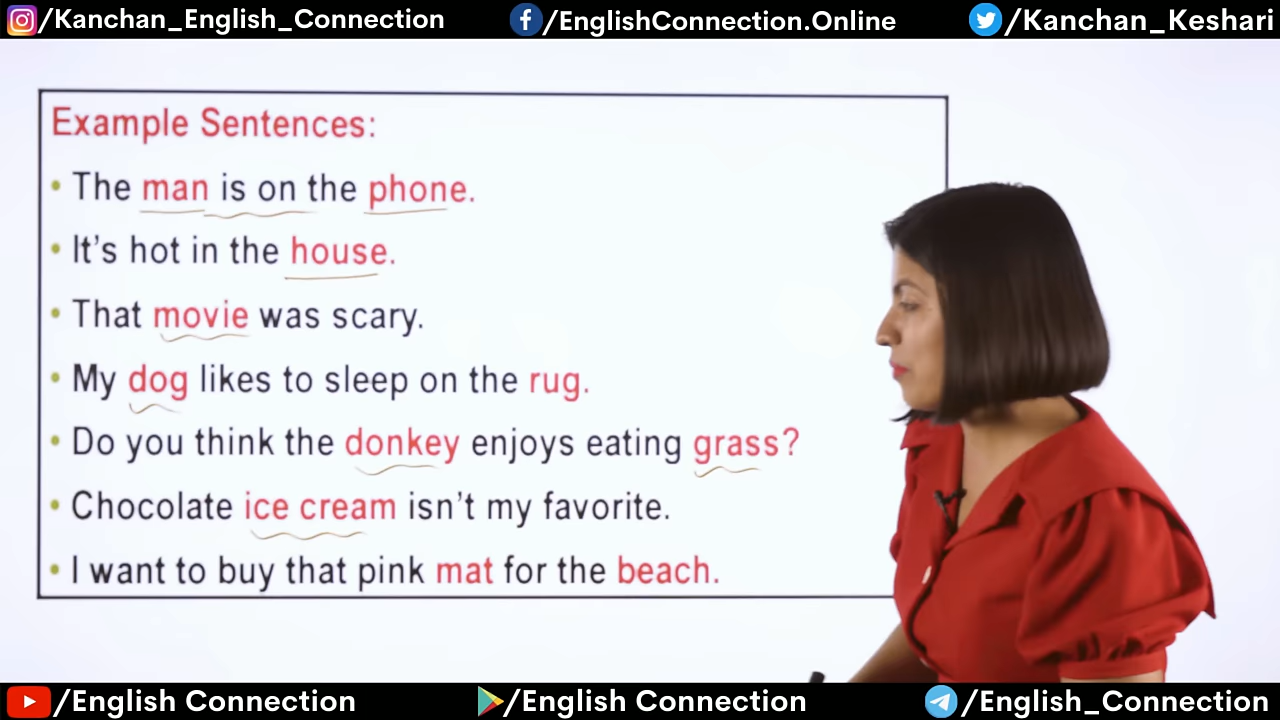 /Kanchan_English_Connection
/EnglishConnection.Online
/Kanchan_Keshari
Example Sentences:
• The man is on the phone.
• It’s hot in the house.
• That movie was scary.
• My dog likes to sleep on the rug.
• Do you think the donkey enjoys eating grass?
• Chocolate ice cream isn’t my favorite.
• I want to buy that pink mat for the beach.
/English Connection
/English Connection
/English_Connection